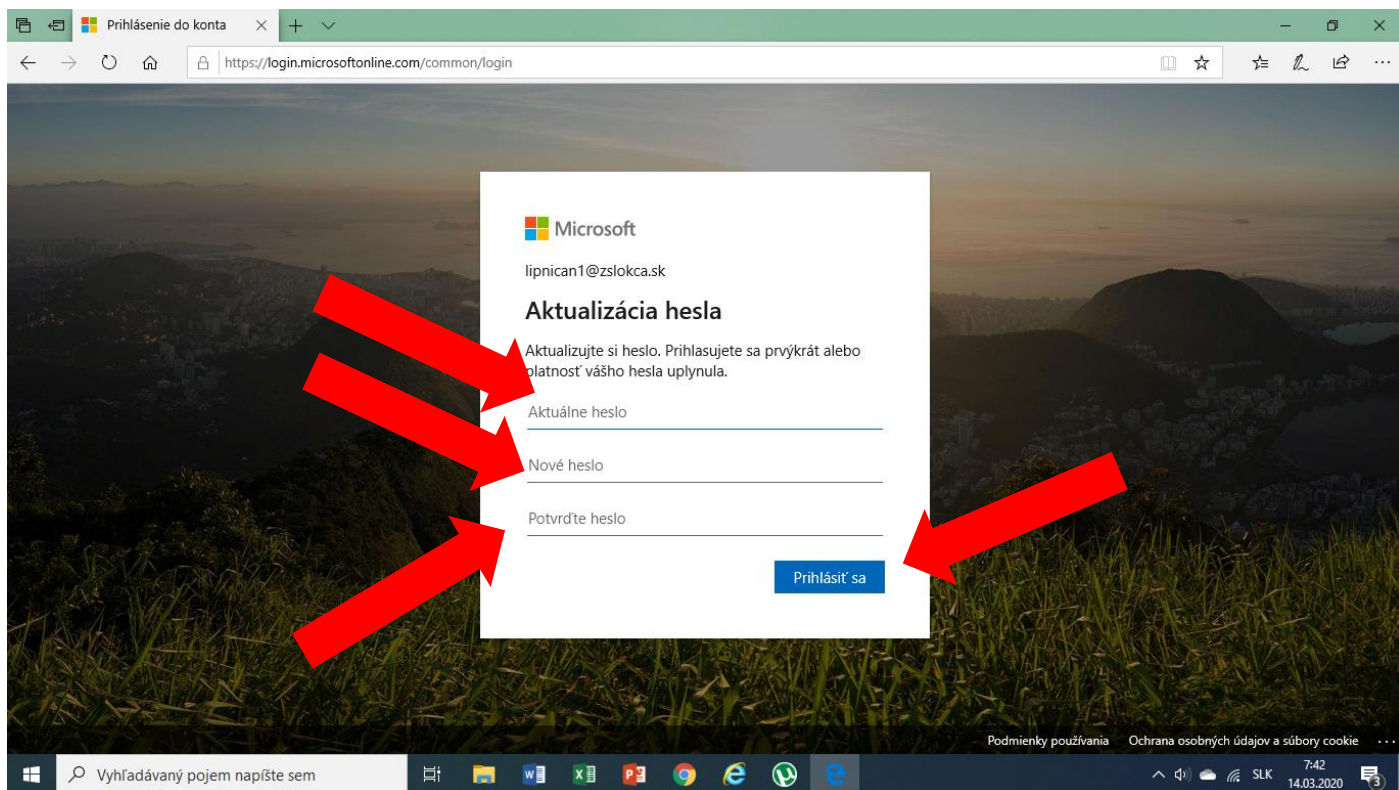 Prihlásenie do konta
https://login.microsoftonline.com/common/login
Microsoft
lipnican1@zslokca.sk
Aktualizácia hesla
Aktualizujte si heslo. Prihlasujete sa prvýkrát alebo
platnosť vášho hesla uplynula.
Aktuálne heslo
Nové heslo
Potvrďte heslo
Prihlásiť sa
Podmienky používania Ochrana osobných údajov a súbory cookie ...
Vyhľadávaný pojem napíšte sem
SLK
7:42
14.03.2020
3